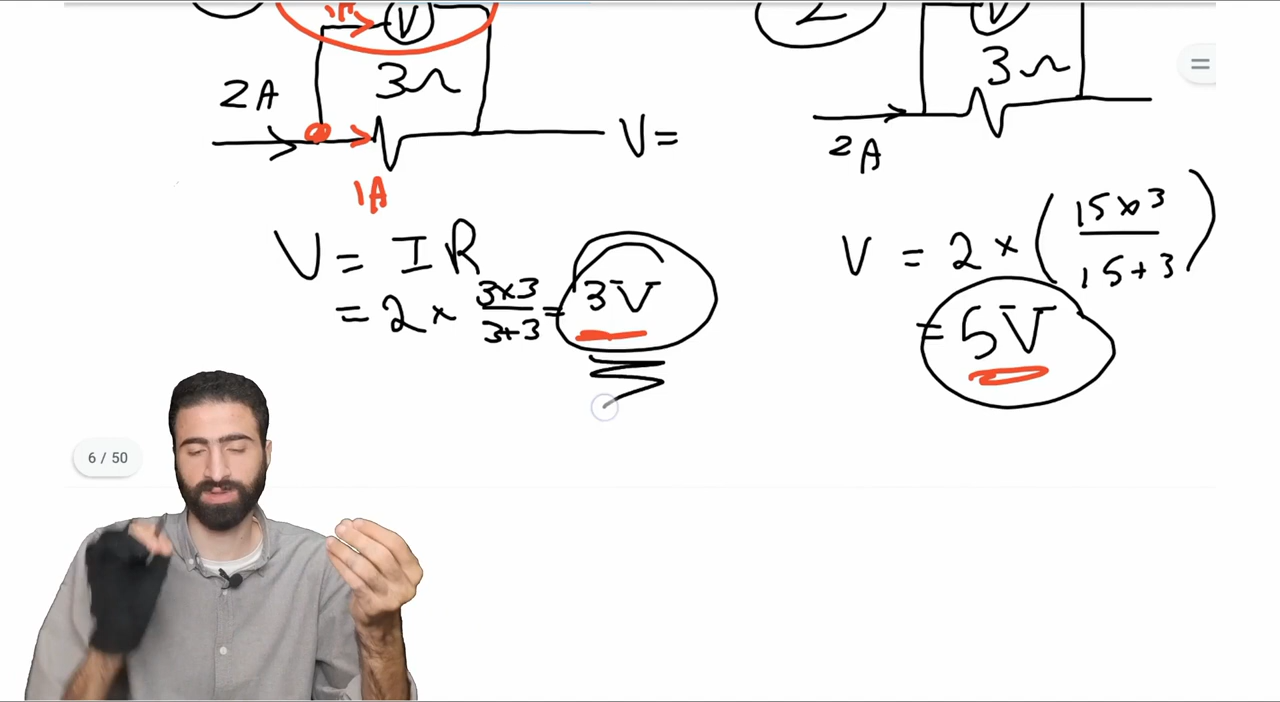 1A
V
3Ω
2A
V=
1A
V = IR
= 2 × 3×3/3+3 = 3V
2
V
3Ω
2A
V = 2 × (15×3/15+3)
= 5V
6 / 50